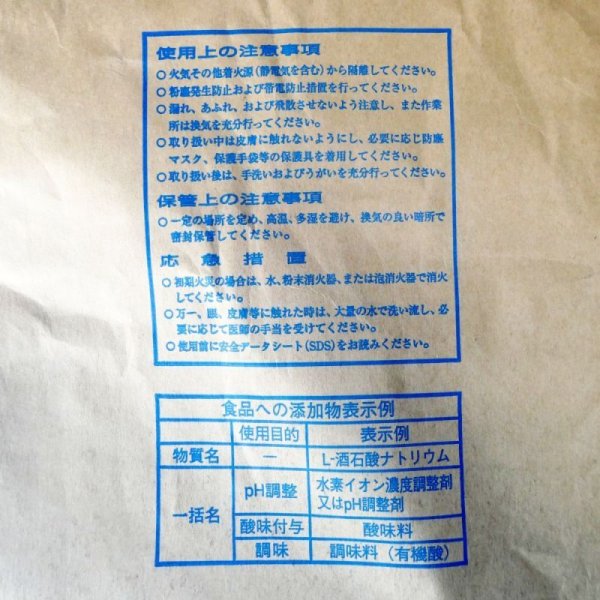 使用上の注意事項
○火気その他着火源(静電気を含む)から隔離してください。
○粉塵発生防止および帯電防止措置を行ってください。
○漏れ、あふれ、および飛散させないよう注意し、また作業
所は換気を充分行ってください。
○取り扱い中は皮膚に触れないようにし、必要に応じ防塵
マスク、保護手袋等の保護具を着用してください。
○取り扱い後は、手洗いおよびうがいを充分行ってください。
保管上の注意事項
○一定の場所を定め、高温、多湿を避け、換気の良い暗所で
密封保管してください。
応急措置
○初期火災の場合は、水、粉末消火器、または泡消火器で消火
してください。
○万一、眼、皮膚等に触れた時は、大量の水で洗い流し、必
要に応じて医師の手当を受けてください。
○使用前に安全データシート(SDS)をお読みください。
食品への添加物表示例
使用目的 表示例
物質名 ― L-酒石酸ナトリウム
一括名 pH調整 水素イオン濃度調整剤
又はpH調整剤
酸味付与 酸味料
調味 調味料(有機酸)